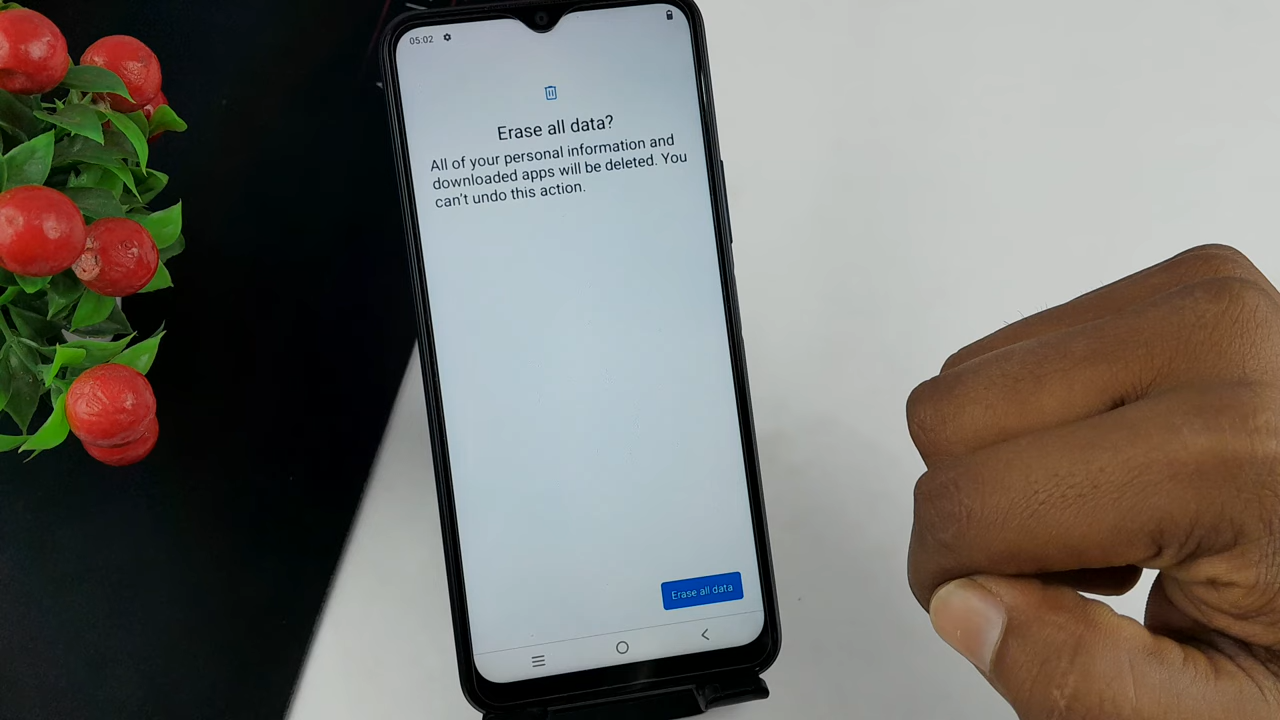 05:02
Erase all data?
All of your personal information and
downloaded apps will be deleted. You
can't undo this action.
Erase all data